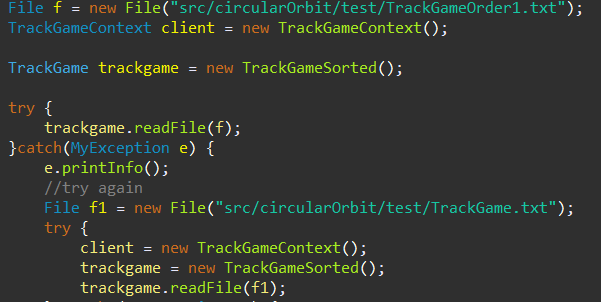 File f = new File("src/circularOrbit/test/TrackGameOrder1.txt");
TrackGameContext client = new TrackGameContext();
TrackGame trackgame = new TrackGameSorted();
try {
trackgame.readFile(f);
}catch(MyException e) {
e.printInfo();
//try again
File f1 = new File("src/circularOrbit/test/TrackGame.txt");
try {
client = new TrackGameContext();
trackgame = new TrackGameSorted();
trackgame.readFile(f1);